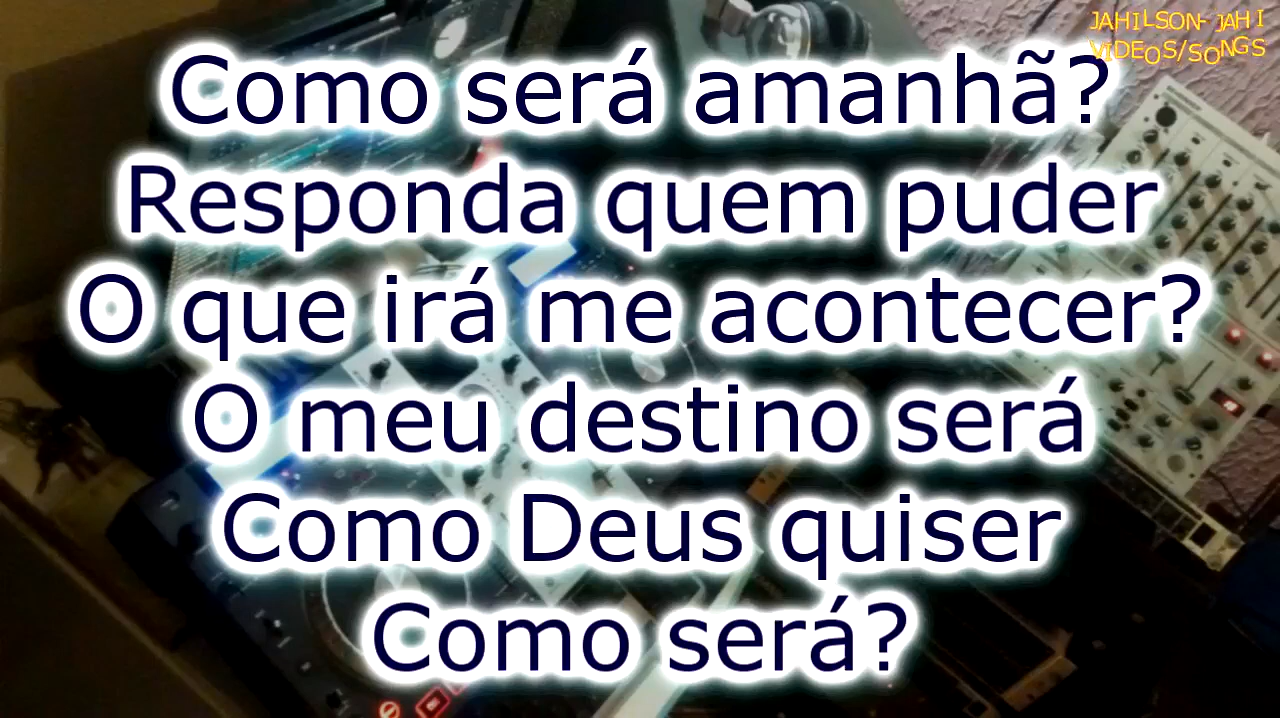 JAHILSON-JAHI
VIDEOS/SONGS
Como será amanhã?
Responda quem puder
O que irá me acontecer?
O meu destino será
Como Deus quiser
Como será?